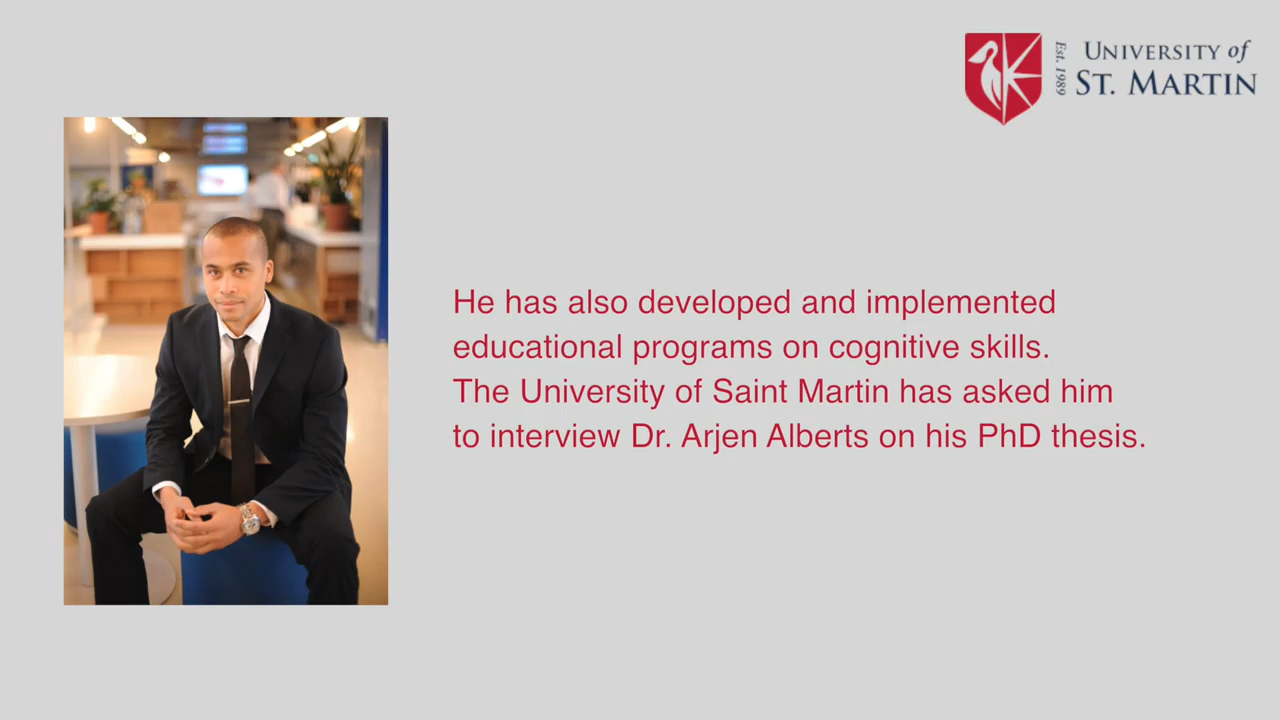 Est. 1989
UNIVERSITY of
ST. MARTIN
He has also developed and implemented
educational programs on cognitive skills.
The University of Saint Martin has asked him
to interview Dr. Arjen Alberts on his PhD thesis.